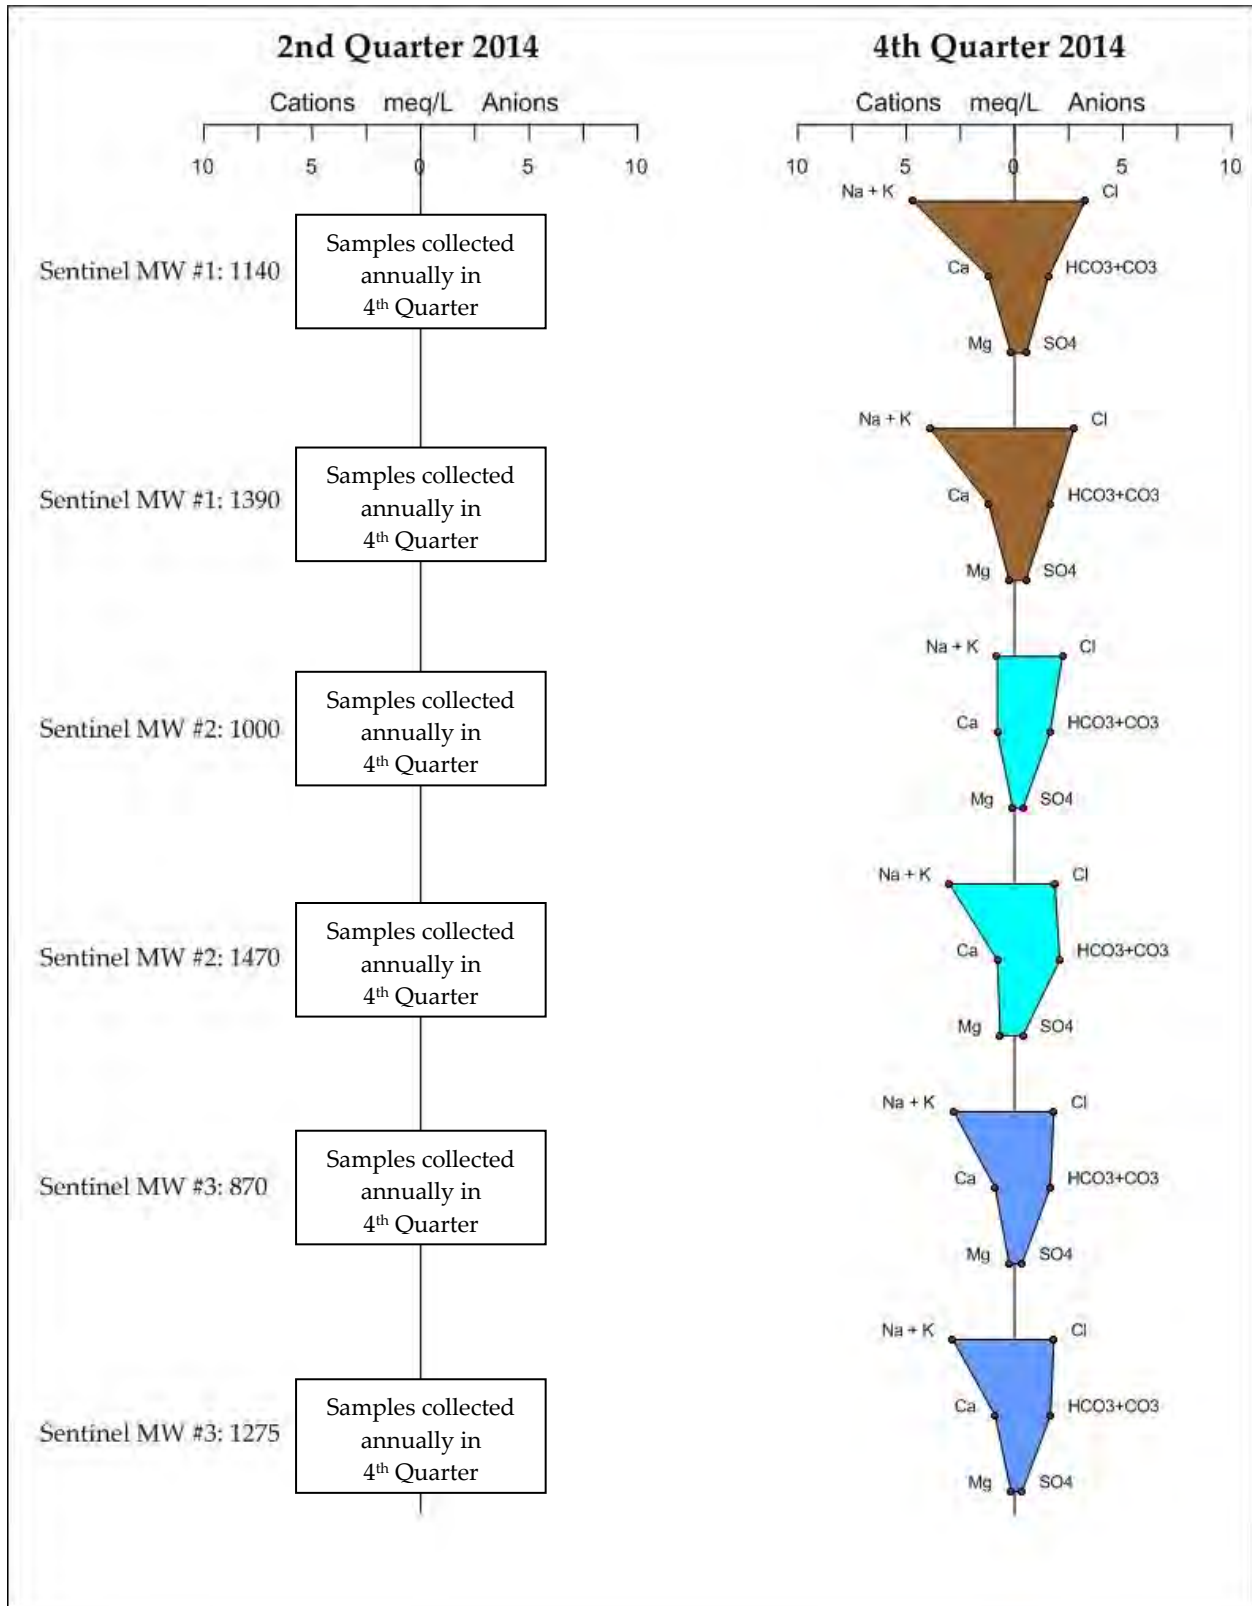 2nd Quarter 2014
4th Quarter 2014
Cations meq/L Anions
Cations meq/L Anions
10 5 0 5 10
10 5 0 5 10
Na + K Cl
Sentinel MW #1: 1140
Samples collected
annually in
4th Quarter
Ca HCO3+CO3
Mg SO4
Na + K Cl
Sentinel MW #1: 1390
Samples collected
annually in
4th Quarter
Ca HCO3+CO3
Mg SO4
Na + K Cl
Sentinel MW #2: 1000
Samples collected
annually in
4th Quarter
Ca HCO3+CO3
Mg SO4
Na + K Cl
Sentinel MW #2: 1470
Samples collected
annually in
4th Quarter
Ca HCO3+CO3
Mg SO4
Na + K Cl
Sentinel MW #3: 870
Samples collected
annually in
4th Quarter
Ca HCO3+CO3
Mg SO4
Na + K Cl
Sentinel MW #3: 1275
Samples collected
annually in
4th Quarter
Ca HCO3+CO3
Mg SO4